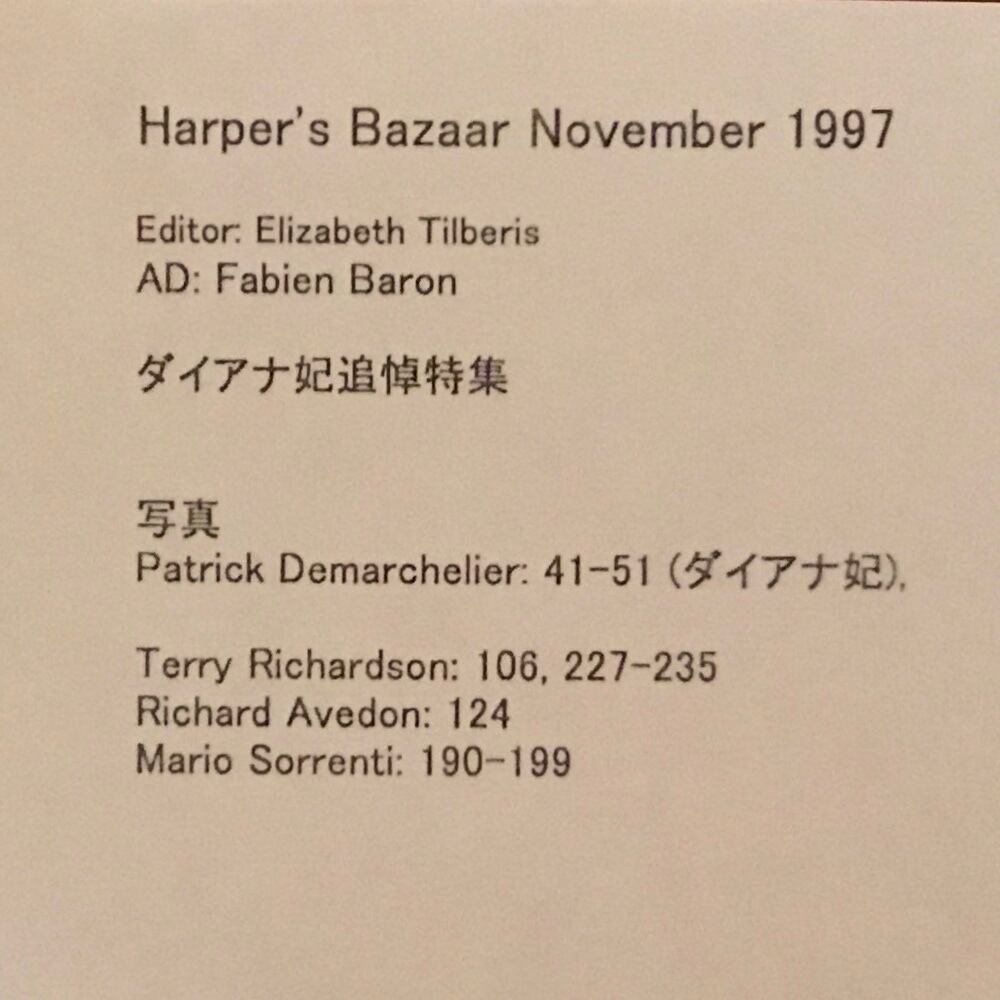 Harper's Bazaar November 1997
Editor: Elizabeth Tilberis
AD: Fabien Baron
ダイアナ妃追悼特集
写真
Patrick Demarchelier: 41-51 (ダイアナ妃),
Terry Richardson: 106, 227-235
Richard Avedon: 124
Mario Sorrenti: 190-199